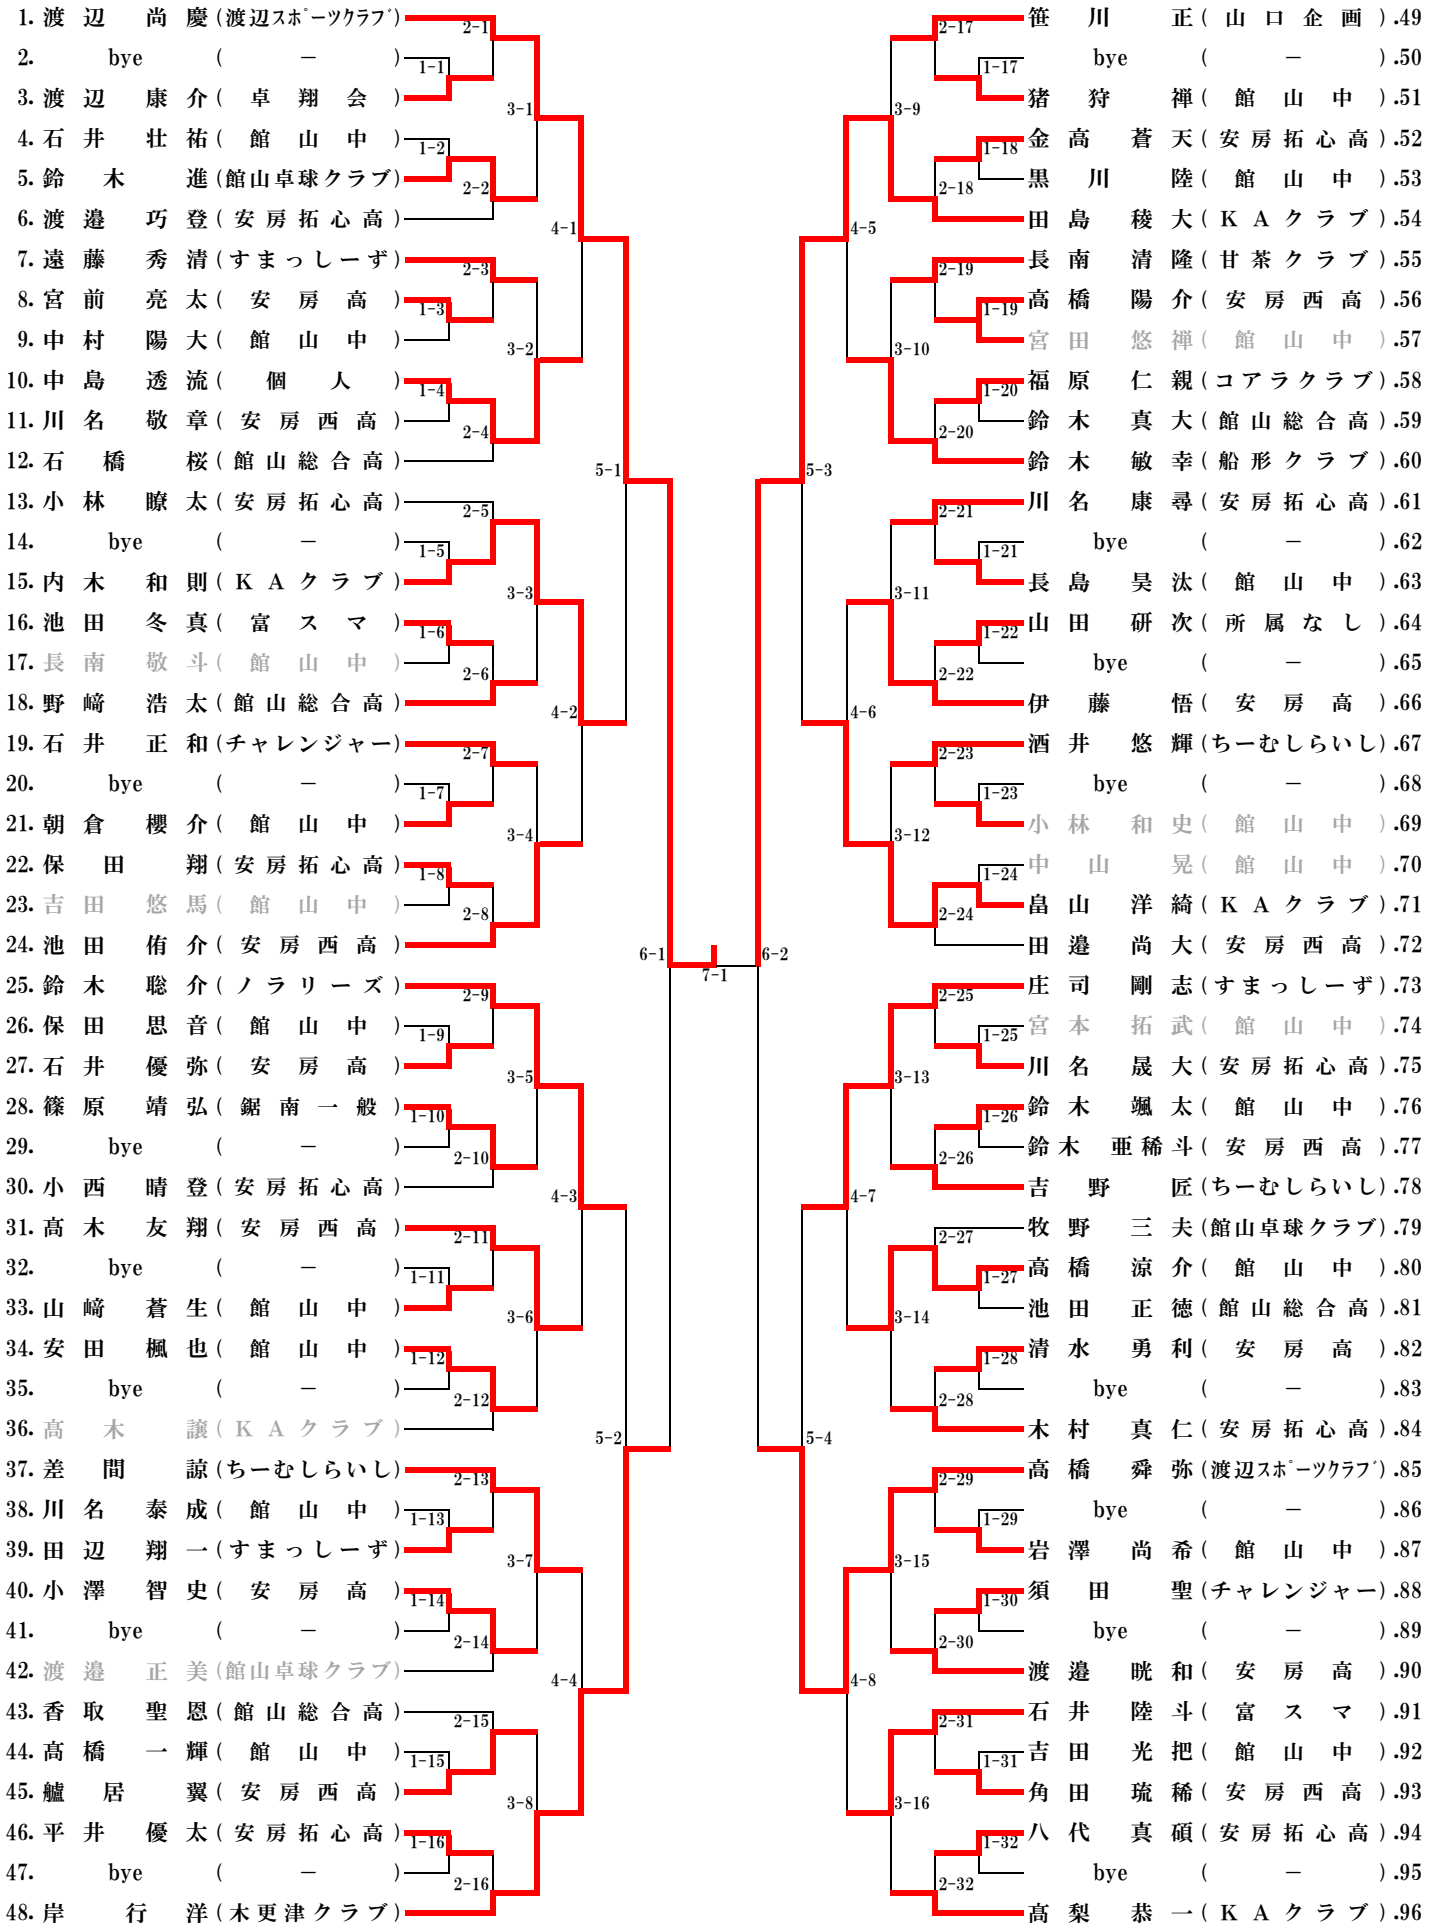 1. 渡辺 尚慶 (渡辺スポーツクラブ)
2. bye ( － )
3. 渡辺 康介 (卓翔会)
4. 石井 壮祐 (館山中)
5. 鈴木 進 (館山卓球クラブ)
6. 渡邉 巧登 (安房拓心高)
7. 遠藤 秀清 (すまっしーず)
8. 宮前 亮太 (安房高)
9. 中村 陽大 (館山中)
10. 中島 透流 (個人)
11. 川名 敬章 (安房西高)
12. 石橋 桜 (館山総合高)
13. 小林 瞭太 (安房拓心高)
14. bye ( － )
15. 内木 和則 (KAクラブ)
16. 池田 冬真 (富スマ)
17. 長南 敬斗 (館山中)
18. 野﨑 浩太 (館山総合高)
19. 石井 正和 (チャレンジャー)
20. bye ( － )
21. 朝倉 櫻介 (館山中)
22. 保田 翔 (安房拓心高)
23. 吉田 悠馬 (館山中)
24. 池田 侑介 (安房西高)
25. 鈴木 聡介 (ノラリーズ)
26. 保田 思音 (館山中)
27. 石井 優弥 (安房高)
28. 篠原 靖弘 (鋸南一般)
29. bye ( － )
30. 小西 晴登 (安房拓心高)
31. 髙木 友翔 (安房西高)
32. bye ( － )
33. 山﨑 蒼生 (館山中)
34. 安田 楓也 (館山中)
35. bye ( － )
36. 髙木 譲 (KAクラブ)
37. 差間 諒 (ちーむしらいし)
38. 川名 泰成 (館山中)
39. 田辺 翔一 (すまっしーず)
40. 小澤 智史 (安房高)
41. bye ( － )
42. 渡邉 正美 (館山卓球クラブ)
43. 香取 聖恩 (館山総合高)
44. 髙橋 一輝 (館山中)
45. 艫居 翼 (安房西高)
46. 平井 優太 (安房拓心高)
47. bye ( － )
48. 岸 行洋 (木更津クラブ)
2-1
1-1
3-1
1-2
2-2
4-1
2-3
1-3
3-2
1-4
2-4
5-1
2-5
1-5
3-3
1-6
2-6
4-2
2-7
1-7
3-4
1-8
2-8
6-1
7-1
2-9
1-9
3-5
1-10
2-10
4-3
2-11
1-11
3-6
1-12
2-12
5-2
2-13
1-13
3-7
1-14
2-14
4-4
2-15
1-15
3-8
1-16
2-16
2-17
1-17
3-9
1-18
2-18
4-5
2-19
1-19
3-10
1-20
2-20
5-3
2-21
1-21
3-11
1-22
2-22
4-6
2-23
1-23
3-12
1-24
2-24
6-2
2-25
1-25
3-13
1-26
2-26
4-7
2-27
1-27
3-14
1-28
2-28
5-4
2-29
1-29
3-15
1-30
2-30
4-8
2-31
1-31
3-16
1-32
2-32
笹川 正 (山口企画) .49
bye ( － ) .50
猪狩 禅 (館山中) .51
金高 蒼天 (安房拓心高) .52
黒川 陸 (館山中) .53
田島 稜大 (KAクラブ) .54
長南 清隆 (甘茶クラブ) .55
高橋 陽介 (安房西高) .56
宮田 悠禅 (館山中) .57
福原 仁親 (コアラクラブ) .58
鈴木 真大 (館山総合高) .59
鈴木 敏幸 (船形クラブ) .60
川名 康尋 (安房拓心高) .61
bye ( － ) .62
長島 昊汰 (館山中) .63
山田 研次 (所属なし) .64
bye ( － ) .65
伊藤 悟 (安房高) .66
酒井 悠輝 (ちーむしらいし) .67
bye ( － ) .68
小林 和史 (館山中) .69
中山 晃 (館山中) .70
畠山 洋綺 (KAクラブ) .71
田邉 尚大 (安房西高) .72
庄司 剛志 (すまっしーず) .73
宮本 拓武 (館山中) .74
川名 晟大 (安房拓心高) .75
鈴木 颯太 (館山中) .76
鈴木 亜稀斗 (安房西高) .77
吉野 匠 (ちーむしらいし) .78
牧野 三夫 (館山卓球クラブ) .79
高橋 涼介 (館山中) .80
池田 正徳 (館山総合高) .81
清水 勇利 (安房高) .82
bye ( － ) .83
木村 真仁 (安房拓心高) .84
高橋 舜弥 (渡辺スポーツクラブ) .85
bye ( － ) .86
岩澤 尚希 (館山中) .87
須田 聖 (チャレンジャー) .88
bye ( － ) .89
渡邉 晄和 (安房高) .90
石井 陸斗 (富スマ) .91
吉田 光把 (館山中) .92
角田 琉稀 (安房西高) .93
八代 真碩 (安房拓心高) .94
bye ( － ) .95
高梨 恭一 (KAクラブ) .96